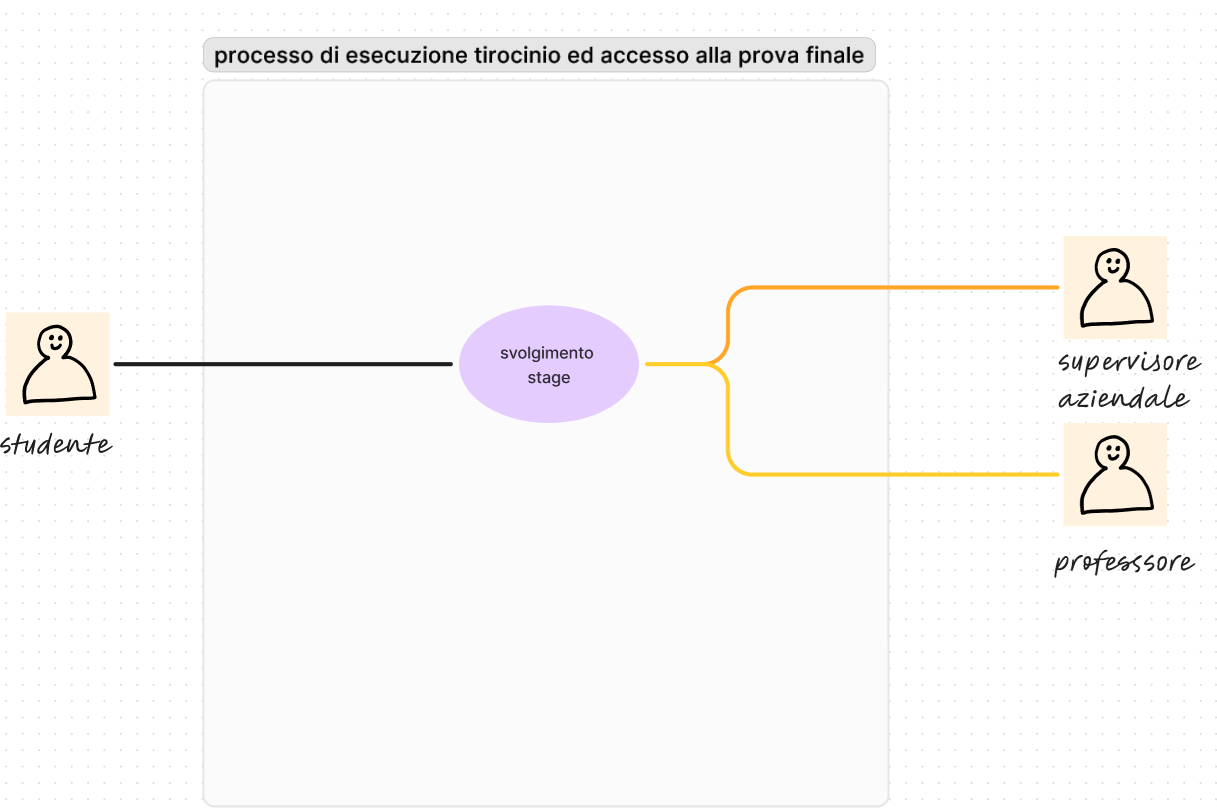 processo di esecuzione tirocinio ed accesso alla prova finale
svolgimento
stage
studente
supervisore
aziendale
professsore